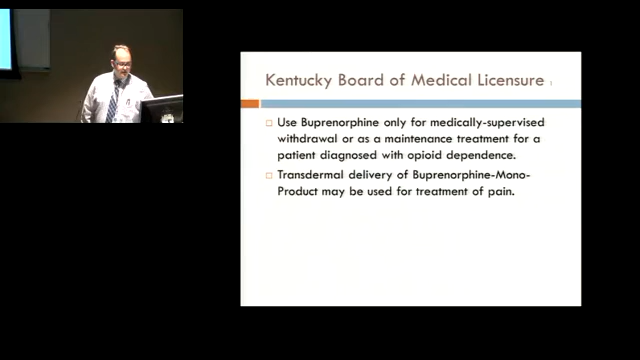 Kentucky Board of Medical Licensure 1
Use Buprenorphine only for medically-supervised
withdrawal or as a maintenance treatment for a
patient diagnosed with opioid dependence.
Transdermal delivery of Buprenorphine-Mono-
Product may be used for treatment of pain.